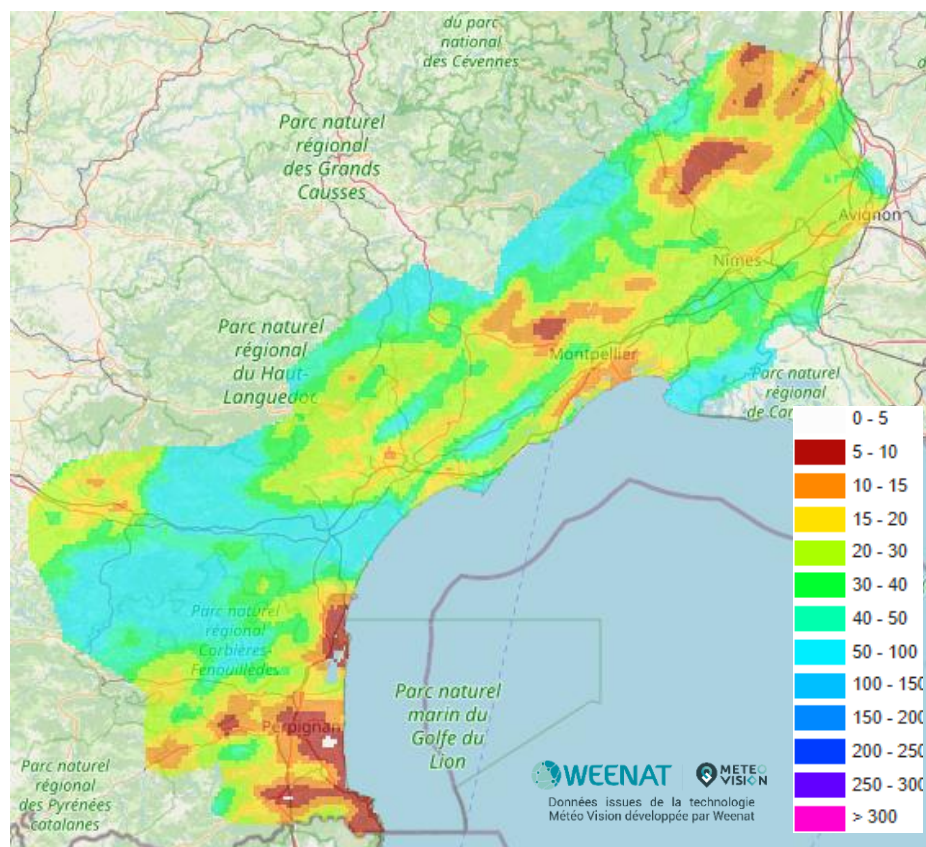 du parc
national
des Cévennes
Parc naturel
régional
des Grands
Causses
Avignon
Nîmes
Parc naturel
régional
du Haut-
Languedoc
Montpellier
Parc naturel
régional
de Car
0 - 5
5 - 10
10 - 15
15 - 20
20 - 30
30 - 40
40 - 50
50 - 100
100 - 150
150 - 200
200 - 250
250 - 300
> 300
Parc naturel
régional
Corbières-
Fenouillèdes
Perpignan
Parc naturel
marin du
Golfe du
Lion
Parc naturel
régional
des Pyrénées
catalanes
WEENAT
METEO
VISION
Données issues de la technologie
Météo Vision développée par Weenat